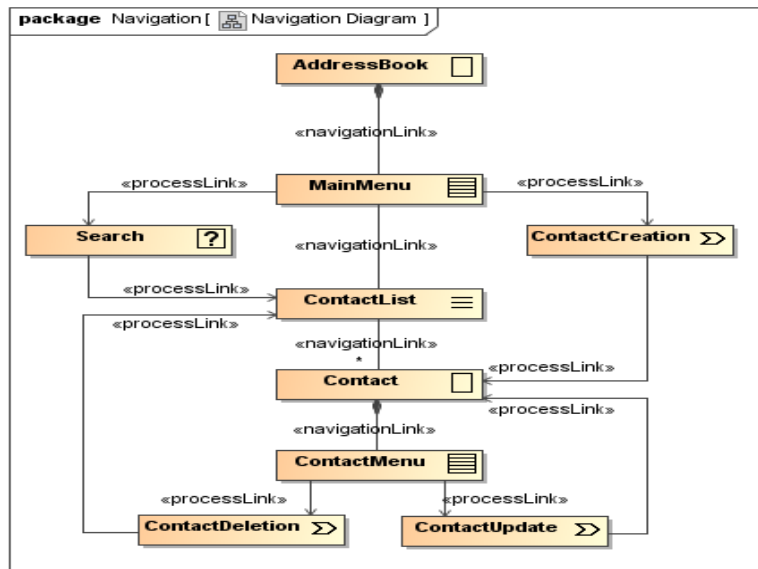 package Navigation [ Navigation Diagram ]
AddressBook
«navigationLink»
«processLink» MainMenu «processLink»
Search ? «navigationLink» ContactCreation
«processLink» ContactList
«processLink»
«navigationLink»
*
Contact «processLink»
«processLink»
«navigationLink»
ContactMenu
«processLink» «processLink»
ContactDeletion ContactUpdate